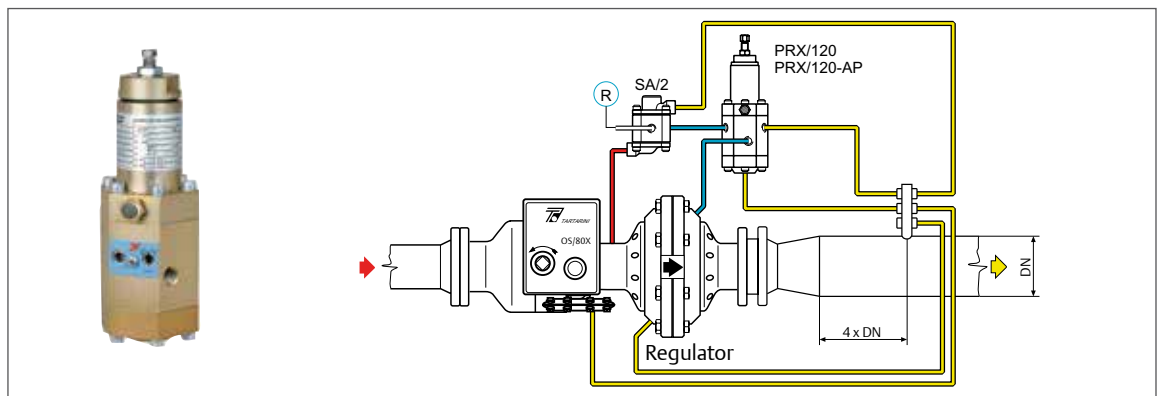 PRX/120
PRX/120-AP
SA/2
R
TARTARINI
OS/80X
DN
4 x DN
Regulator